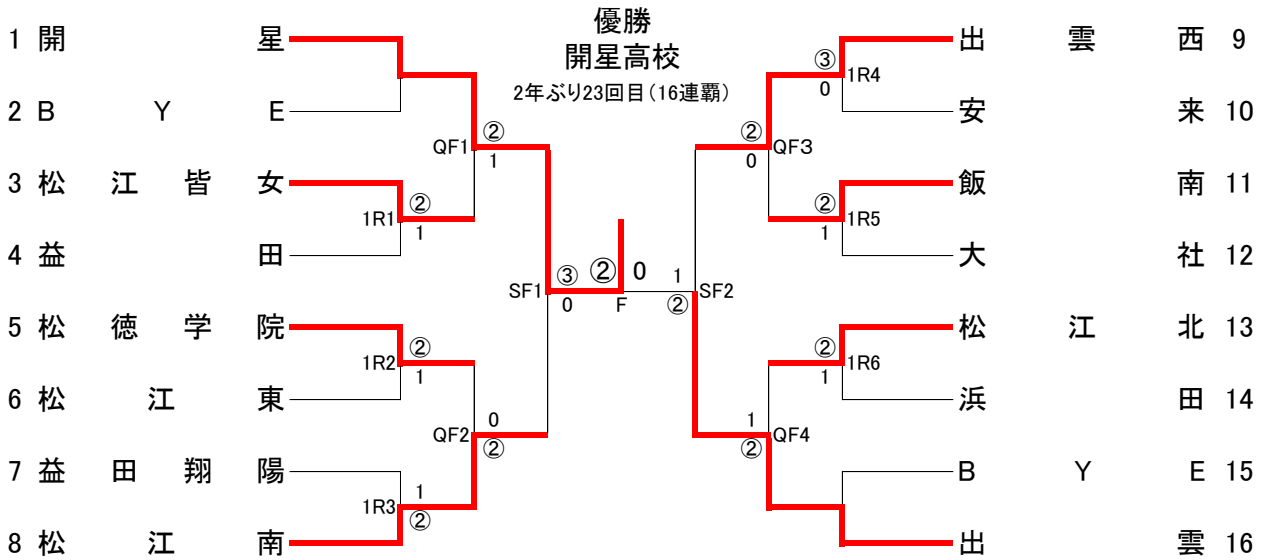 優勝
開星高校
2年ぶり23回目(16連覇)
1 開星
2 BYE
3 松江皆女
4 益田
5 松徳学院
6 松江東
7 益田翔陽
8 松江南
1R1 ② 1
1R2 ② 1
1R3 1 ②
QF1 ② 1
QF2 0 ②
SF1 ③ 0
② 0
F
1 ② SF2
② 0 QF3
1 ② QF4
③ 0 1R4
② 1 1R5
② 1 1R6
出雲西 9
安来 10
飯南 11
大社 12
松江北 13
浜田 14
BYE 15
出雲 16